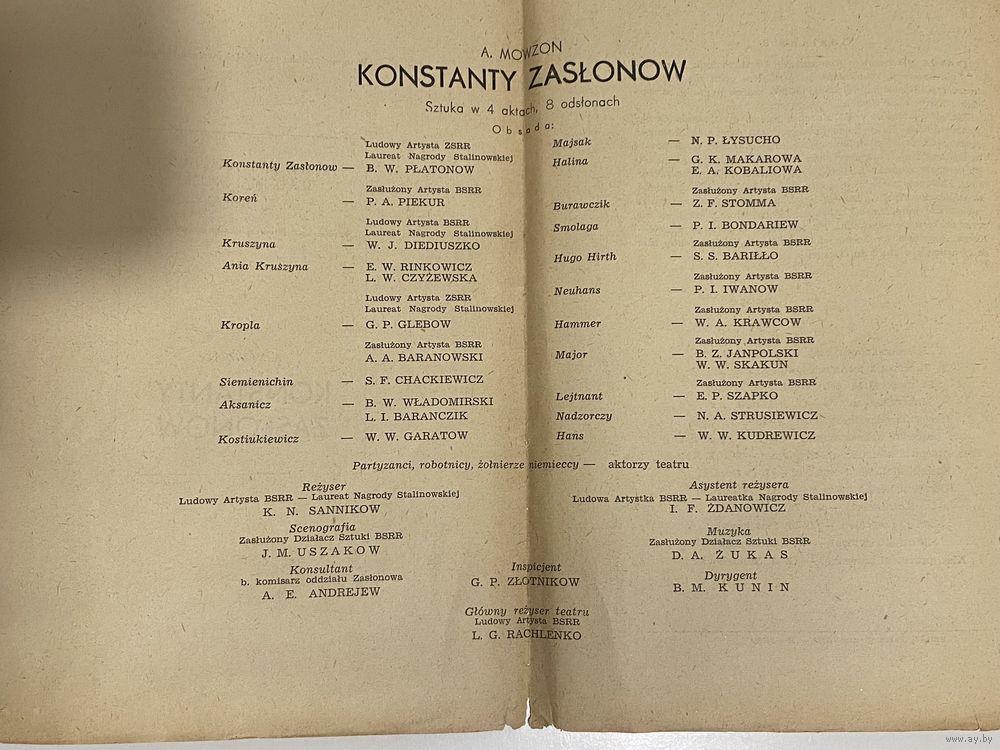 A. MOWZON
KONSTANTY ZASŁONOW
Sztuka w 4 aktach, 8 odsłonach
Obsada:
Ludowy Artysta ZSRR
Laureat Nagrody Stalinowskiej
Konstanty Zasłonow — B. W. PŁATONOW
Zasłużony Artysta BSRR
Koreń — P. A. PIEKUR
Ludowy Artysta BSRR
Laureat Nagrody Stalinowskiej
Kruszyna — W. J. DIEDIUSZKO
Ania Kruszyna — E. W. RINKOWICZ
L. W. CZYŻEWSKA
Ludowy Artysta ZSRR
Laureat Nagrody Stalinowskiej
Kropla — G. P. GLEBOW
Zasłużony Artysta BSRR
A. A. BARANOWSKI
Siemienichin — S. F. CHACKIEWICZ
Aksanicz — B. W. WŁADOMIRSKI
L. I. BARANCZIK
Kostiukiewicz — W. W. GARATOW
Majsak — N. P. ŁYSUCHO
Halina — G. K. MAKAROWA
E. A. KOBALIOWA
Zasłużony Artysta BSRR
Burawczik — Z. F. STOMMA
Smolaga — P. I. BONDARIEW
Zasłużony Artysta BSRR
Hugo Hirth — S. S. BARIŁŁO
Zasłużony Artysta BSRR
Neuhans — P. I. IWANOW
Zasłużony Artysta BSRR
Hammer — W. A. KRAWCOW
Zasłużony Artysta BSRR
Major — B. Z. JANPOLSKI
W. W. SKAKUN
Zasłużony Artysta BSRR
Lejtnant — E. P. SZAPKO
Nadzorczy — N. A. STRUSIEWICZ
Hans — W. W. KUDREWICZ
Partyzanci, robotnicy, żołnierze niemieccy — aktorzy teatru
Reżyser
Ludowy Artysta BSRR — Laureat Nagrody Stalinowskiej
K. N. SANNIKOW
Scenografia
Zasłużony Działacz Sztuki BSRR
J. M. USZAKOW
Konsultant
b. komisarz oddziału Zasłonowa
A. E. ANDREJEW
Asystent reżysera
Ludowa Artystka BSRR — Laureatka Nagrody Stalinowskiej
I. F. ŻDANOWICZ
Muzyka
Zasłużony Działacz Sztuki BSRR
D. A. ŻUKAS
Dyrygent
B. M. KUNIN
Inspicjent
G. P. ZŁOTNIKOW
Główny reżyser teatru
Ludowy Artysta BSRR
L. G. RACHLENKO
www.ay.by